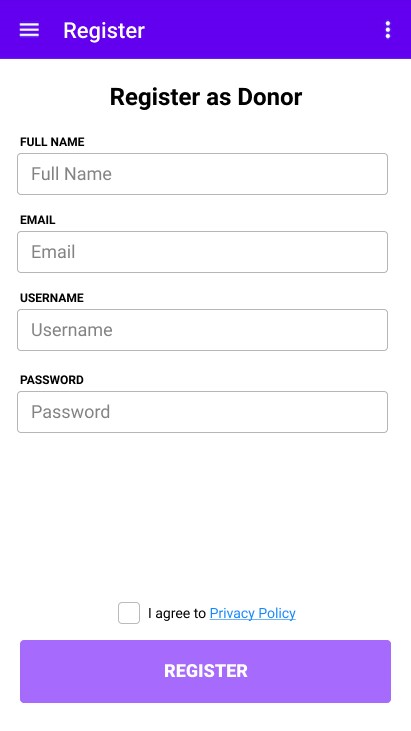 Register
Register as Donor
FULL NAME
Full Name
EMAIL
Email
USERNAME
Username
PASSWORD
Password
I agree to Privacy Policy
REGISTER